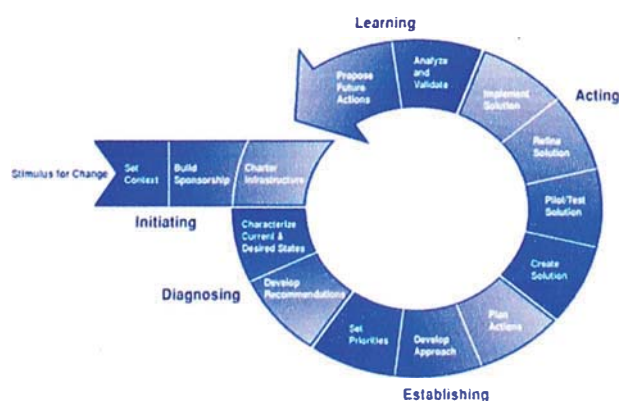 Learning
Propose
Future
Actions
Analyze
and
Validate
Implement
Solution
Acting
Refine
Solution
Pilot/Test
Solution
Create
Solution
Stimulus for Change
Set
Context
Build
Sponsorship
Charter
Infrastructure
Initiating
Characterize
Current &
Desired States
Diagnosing
Develop
Recommendations
Set
Priorities
Develop
Approach
Plan
Actions
Establishing